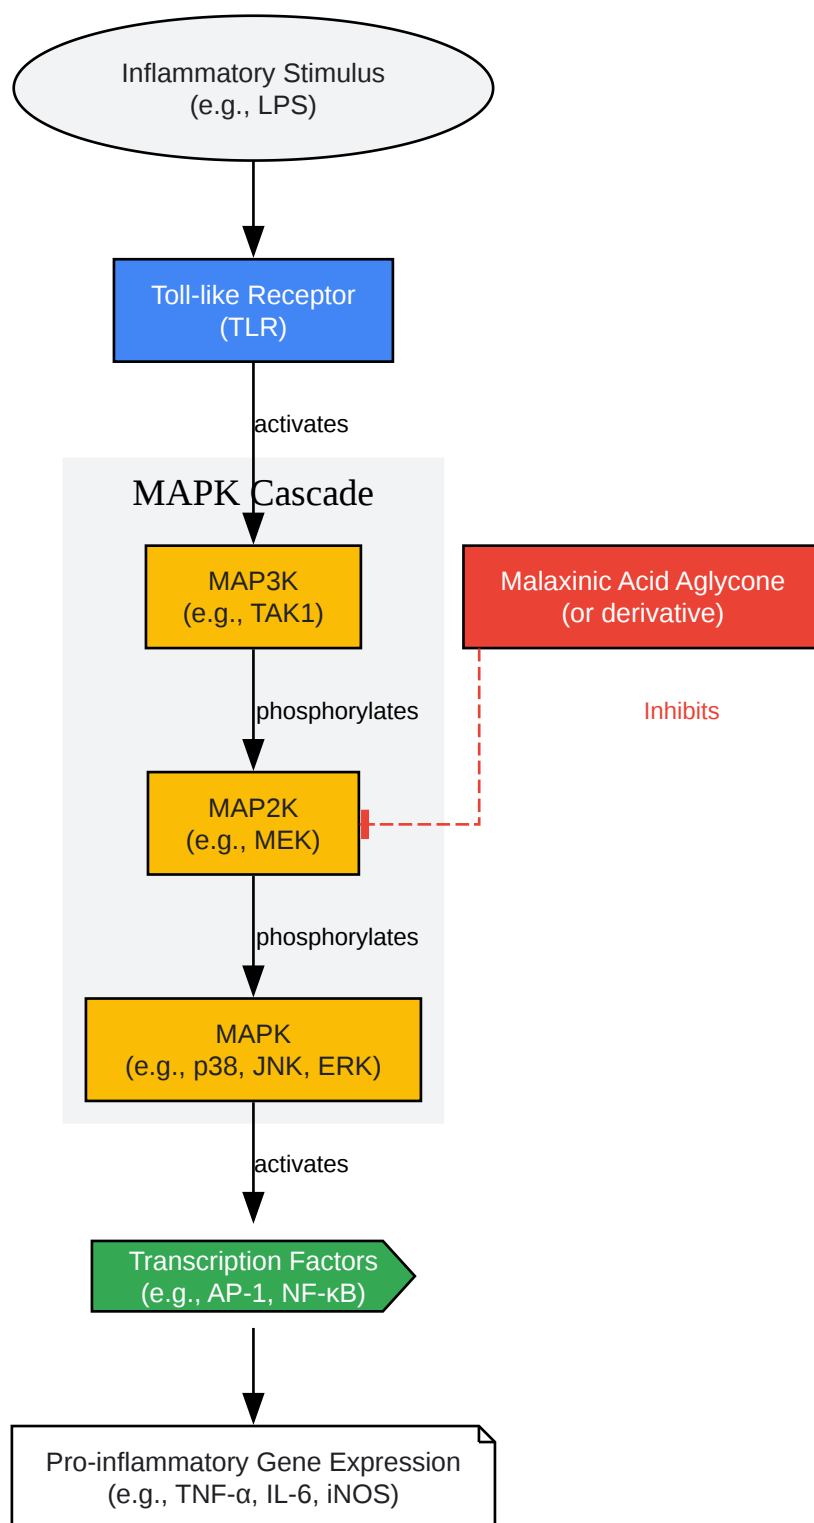 Inflammatory Stimulus
(e.g., LPS)
Toll-like Receptor
(TLR)
activates
MAPK Cascade
MAP3K
(e.g., TAK1)
Malaxinic Acid Aglycone
(or derivative)
phosphorylates
Inhibits
MAP2K
(e.g., MEK)
phosphorylates
MAPK
(e.g., p38, JNK, ERK)
activates
Transcription Factors
(e.g., AP-1, NF-κB)
Pro-inflammatory Gene Expression
(e.g., TNF-α, IL-6, iNOS)